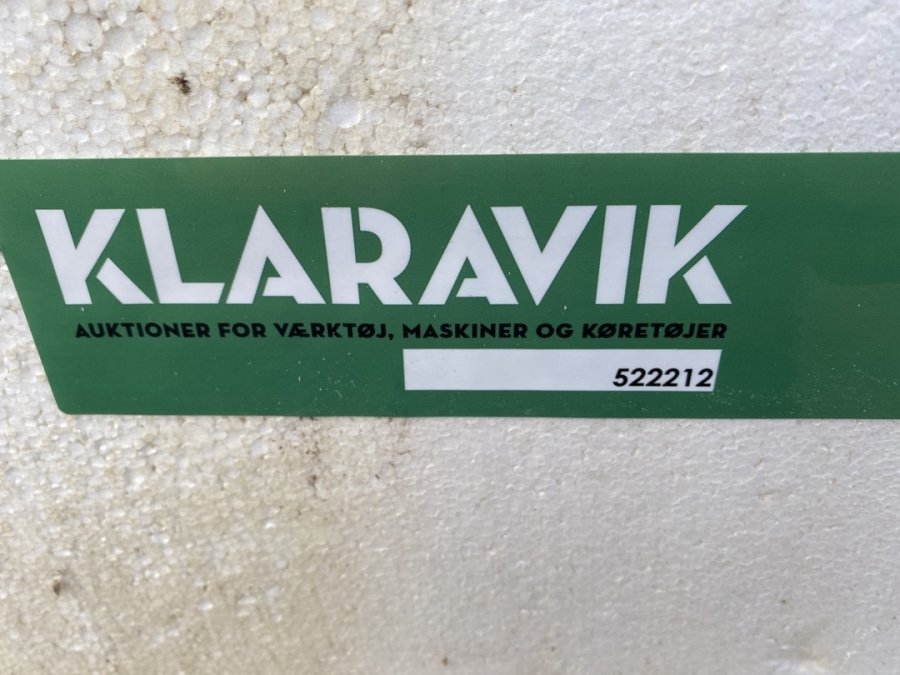 KLARAVIK
AUKTIONER FOR VÆRKTØJ, MASKINER OG KØRETØJER
522212